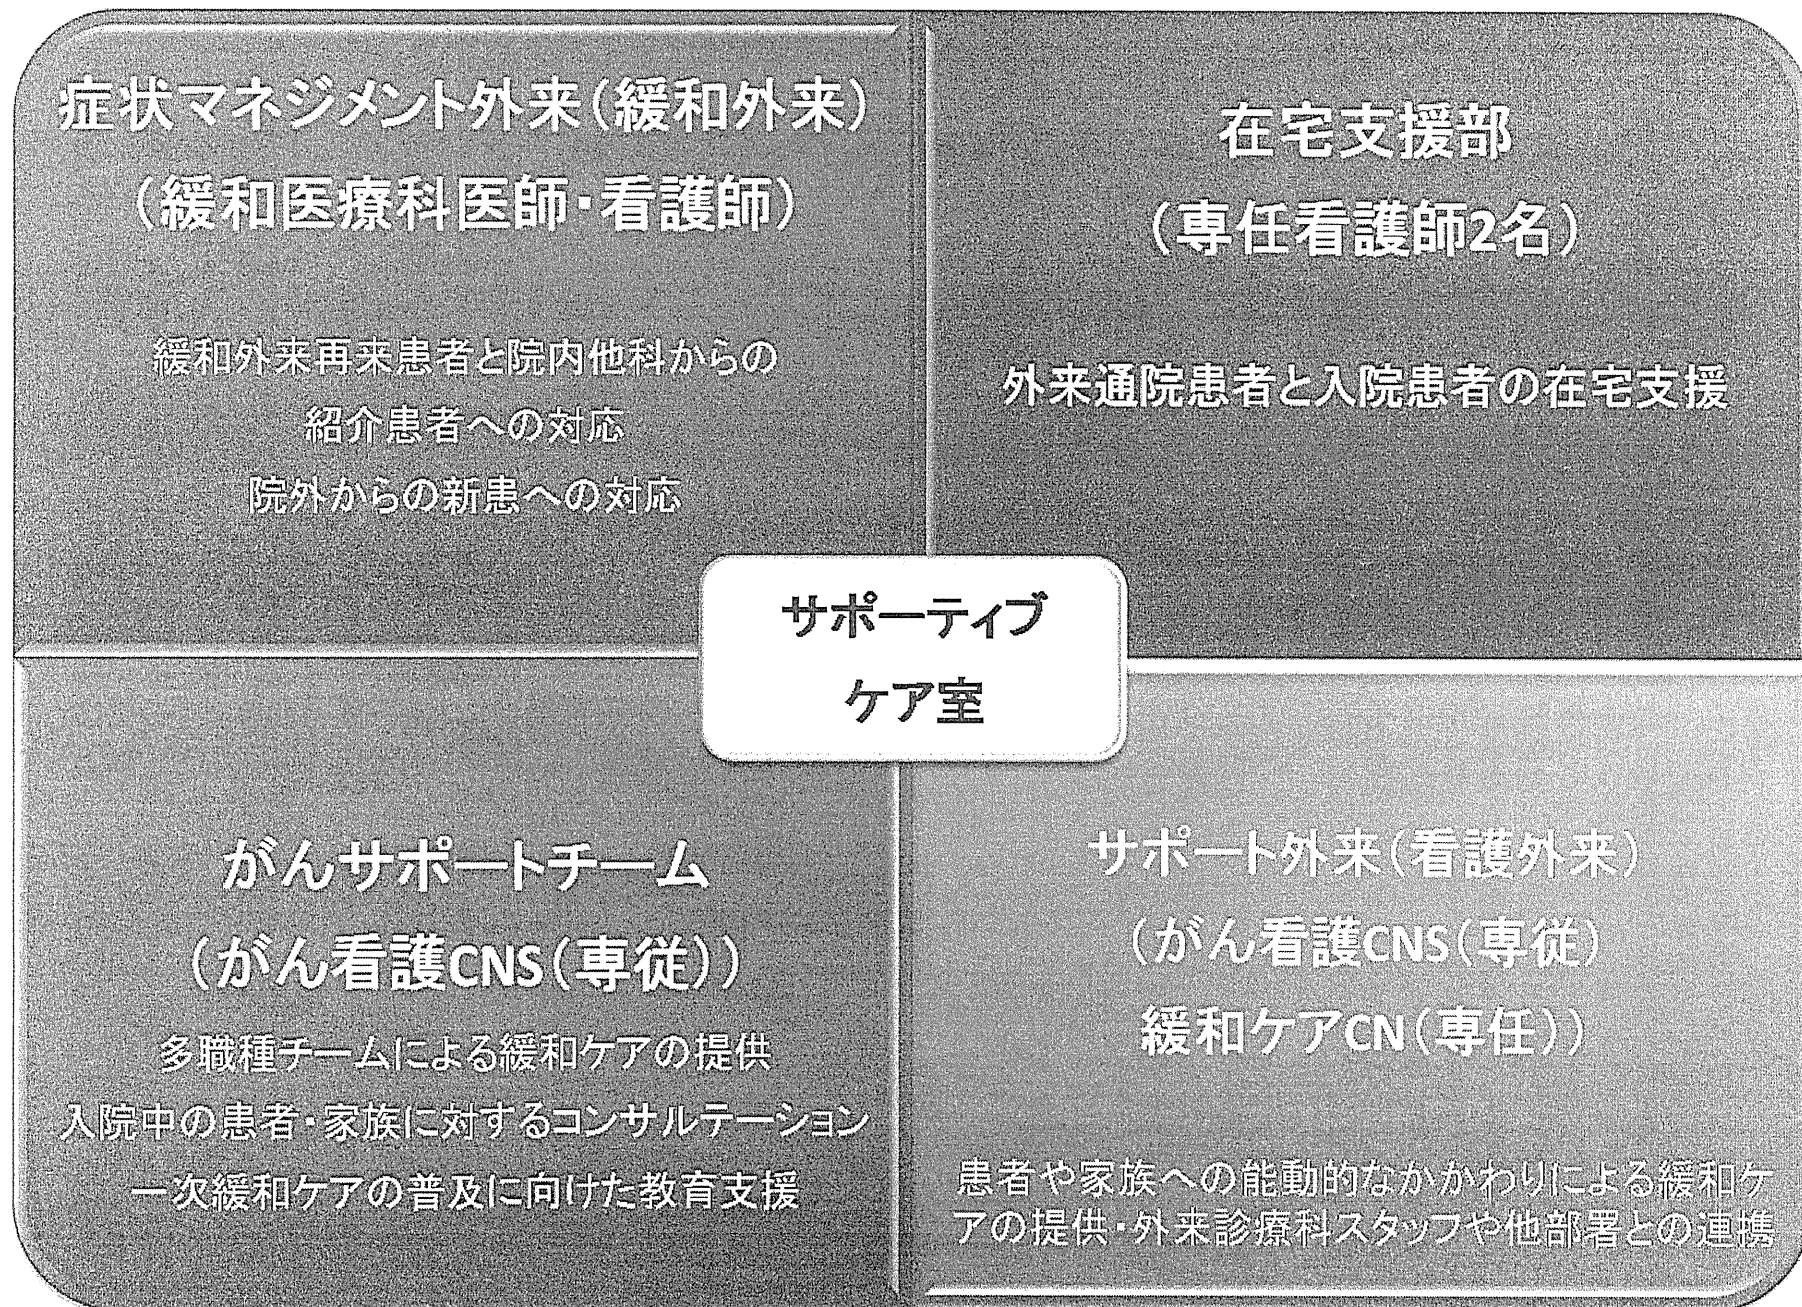 症状マネジメント外来(緩和外来)
(緩和医療科医師・看護師)
緩和外来再来患者と院内他科からの
紹介患者への対応
院外からの新患への対応
在宅支援部
(専任看護師2名)
外来通院患者と入院患者の在宅支援
サポーティブ
ケア室
がんサポートチーム
(がん看護CNS(専従))
多職種チームによる緩和ケアの提供
入院中の患者・家族に対するコンサルテーション
一次緩和ケアの普及に向けた教育支援
サポート外来(看護外来)
(がん看護CNS(専従)
緩和ケアCN(専任))
患者や家族への能動的なかかわりによる緩和ケ
アの提供・外来診療科スタッフや他部署との連携